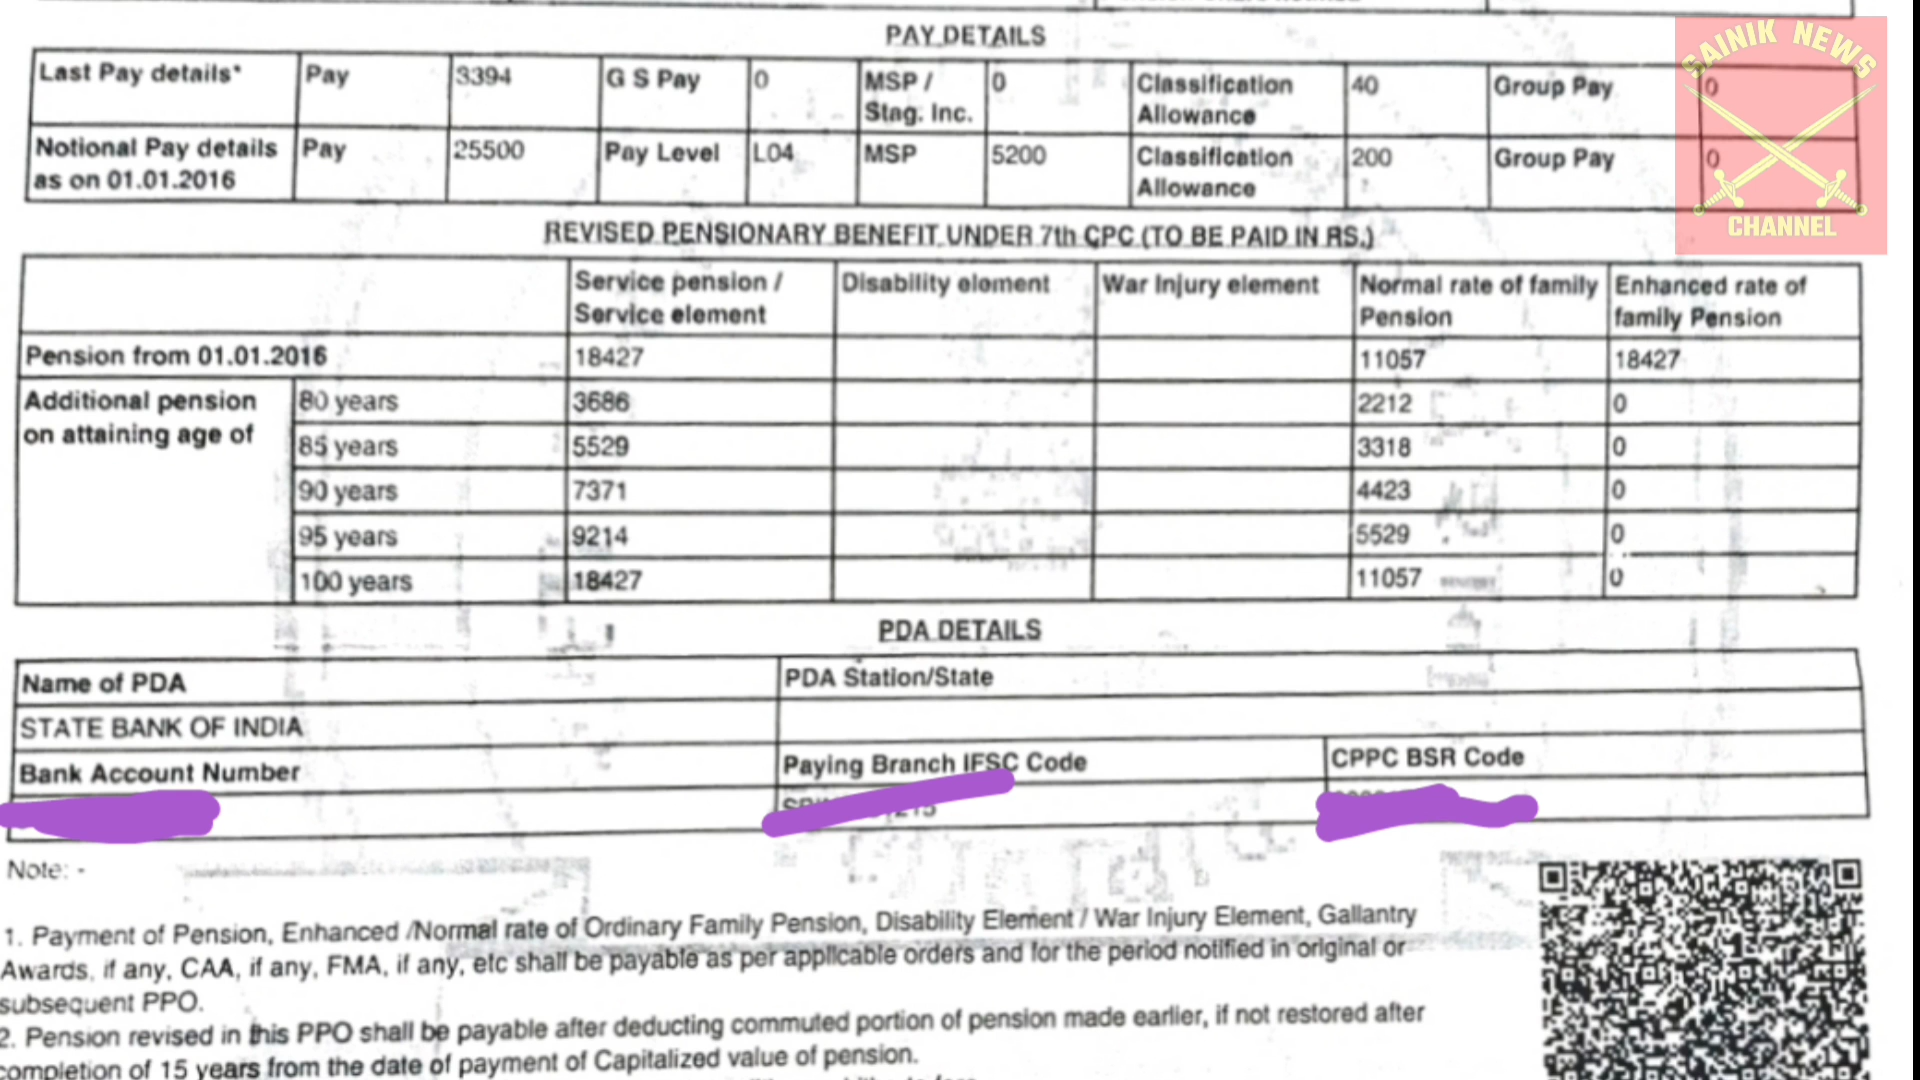 PAY DETAILS
Last Pay details* Pay 3394 G S Pay 0 MSP / Stag. Inc. 0 Classification Allowance 40 Group Pay 0
Notional Pay details as on 01.01.2016 Pay 25500 Pay Level L04 MSP 5200 Classification Allowance 200 Group Pay 0
SAINIK NEWS
CHANNEL
REVISED PENSIONARY BENEFIT UNDER 7th CPC (TO BE PAID IN RS.)
Service pension / Service element Disability element War Injury element Normal rate of family Pension Enhanced rate of family Pension
Pension from 01.01.2016 18427 11057 18427
Additional pension on attaining age of 80 years 3686 2212 0
85 years 5529 3318 0
90 years 7371 4423 0
95 years 9214 5529 0
100 years 18427 11057 0
PDA DETAILS
Name of PDA PDA Station/State
STATE BANK OF INDIA
Bank Account Number Paying Branch IFSC Code CPPC BSR Code
Note: -
1. Payment of Pension, Enhanced /Normal rate of Ordinary Family Pension, Disability Element / War Injury Element, Gallantry
Awards, if any, CAA, if any, FMA, if any, etc shall be payable as per applicable orders and for the period notified in original or
subsequent PPO.
2. Pension revised in this PPO shall be payable after deducting commuted portion of pension made earlier, if not restored after
completion of 15 years from the date of payment of Capitalized value of pension.